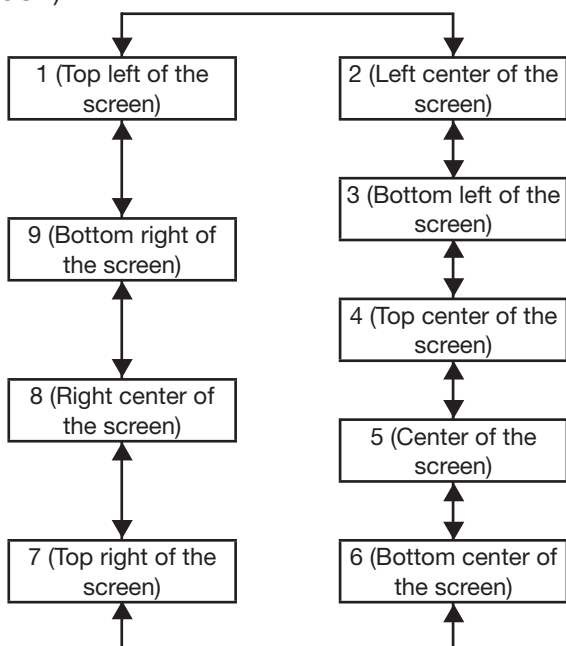 1 (Top left of the
screen)
2 (Left center of the
screen)
3 (Bottom left of the
screen)
9 (Bottom right of
the screen)
4 (Top center of the
screen)
8 (Right center of
the screen)
5 (Center of the
screen)
7 (Top right of the
screen)
6 (Bottom center of
the screen)